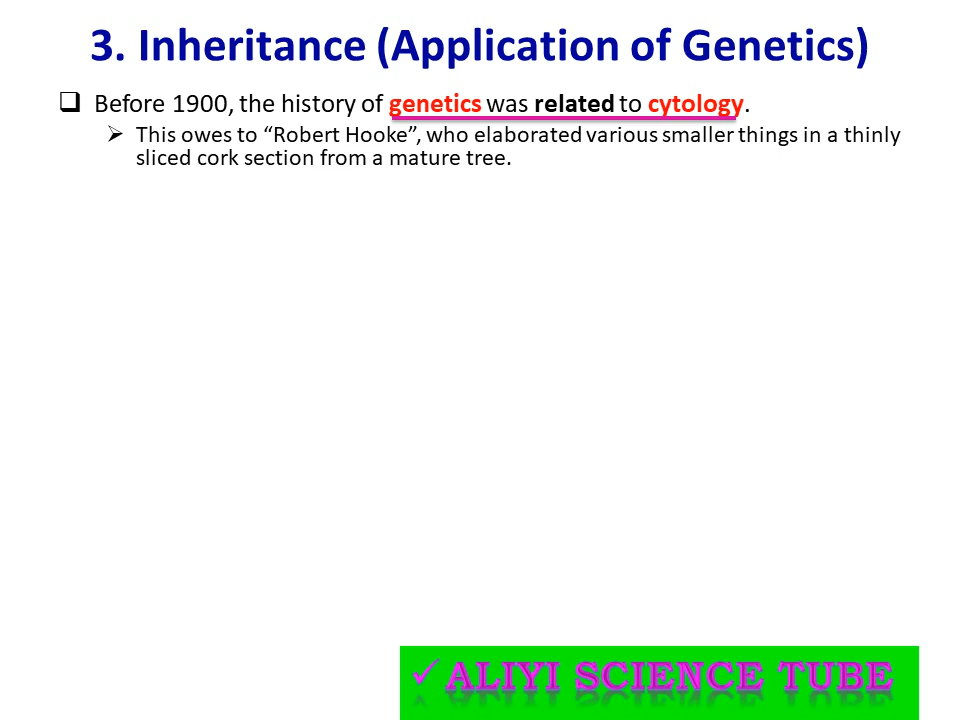 3. Inheritance (Application of Genetics)
❑ Before 1900, the history of genetics was related to cytology.
➢ This owes to “Robert Hooke”, who elaborated various smaller things in a thinly
sliced cork section from a mature tree.
✓ALIYI SCIENCE TUBE